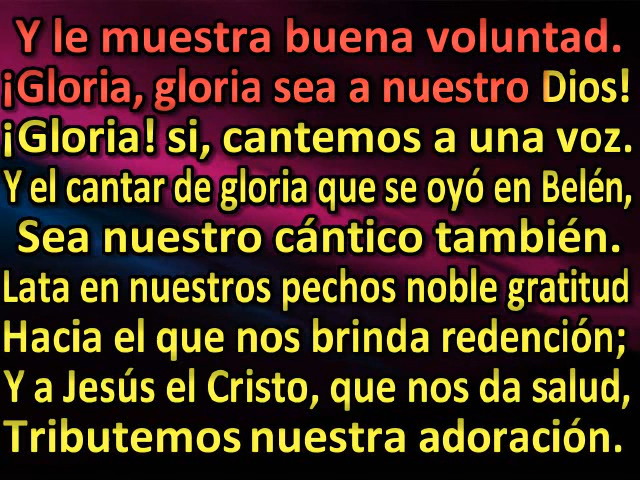 Y le muestra buena voluntad.
¡Gloria, gloria sea a nuestro Dios!
¡Gloria! si, cantemos a una voz.
Y el cantar de gloria que se oyó en Belén,
Sea nuestro cántico también.
Lata en nuestros pechos noble gratitud
Hacia el que nos brinda redención;
Y a Jesús el Cristo, que nos da salud,
Tributemos nuestra adoración.